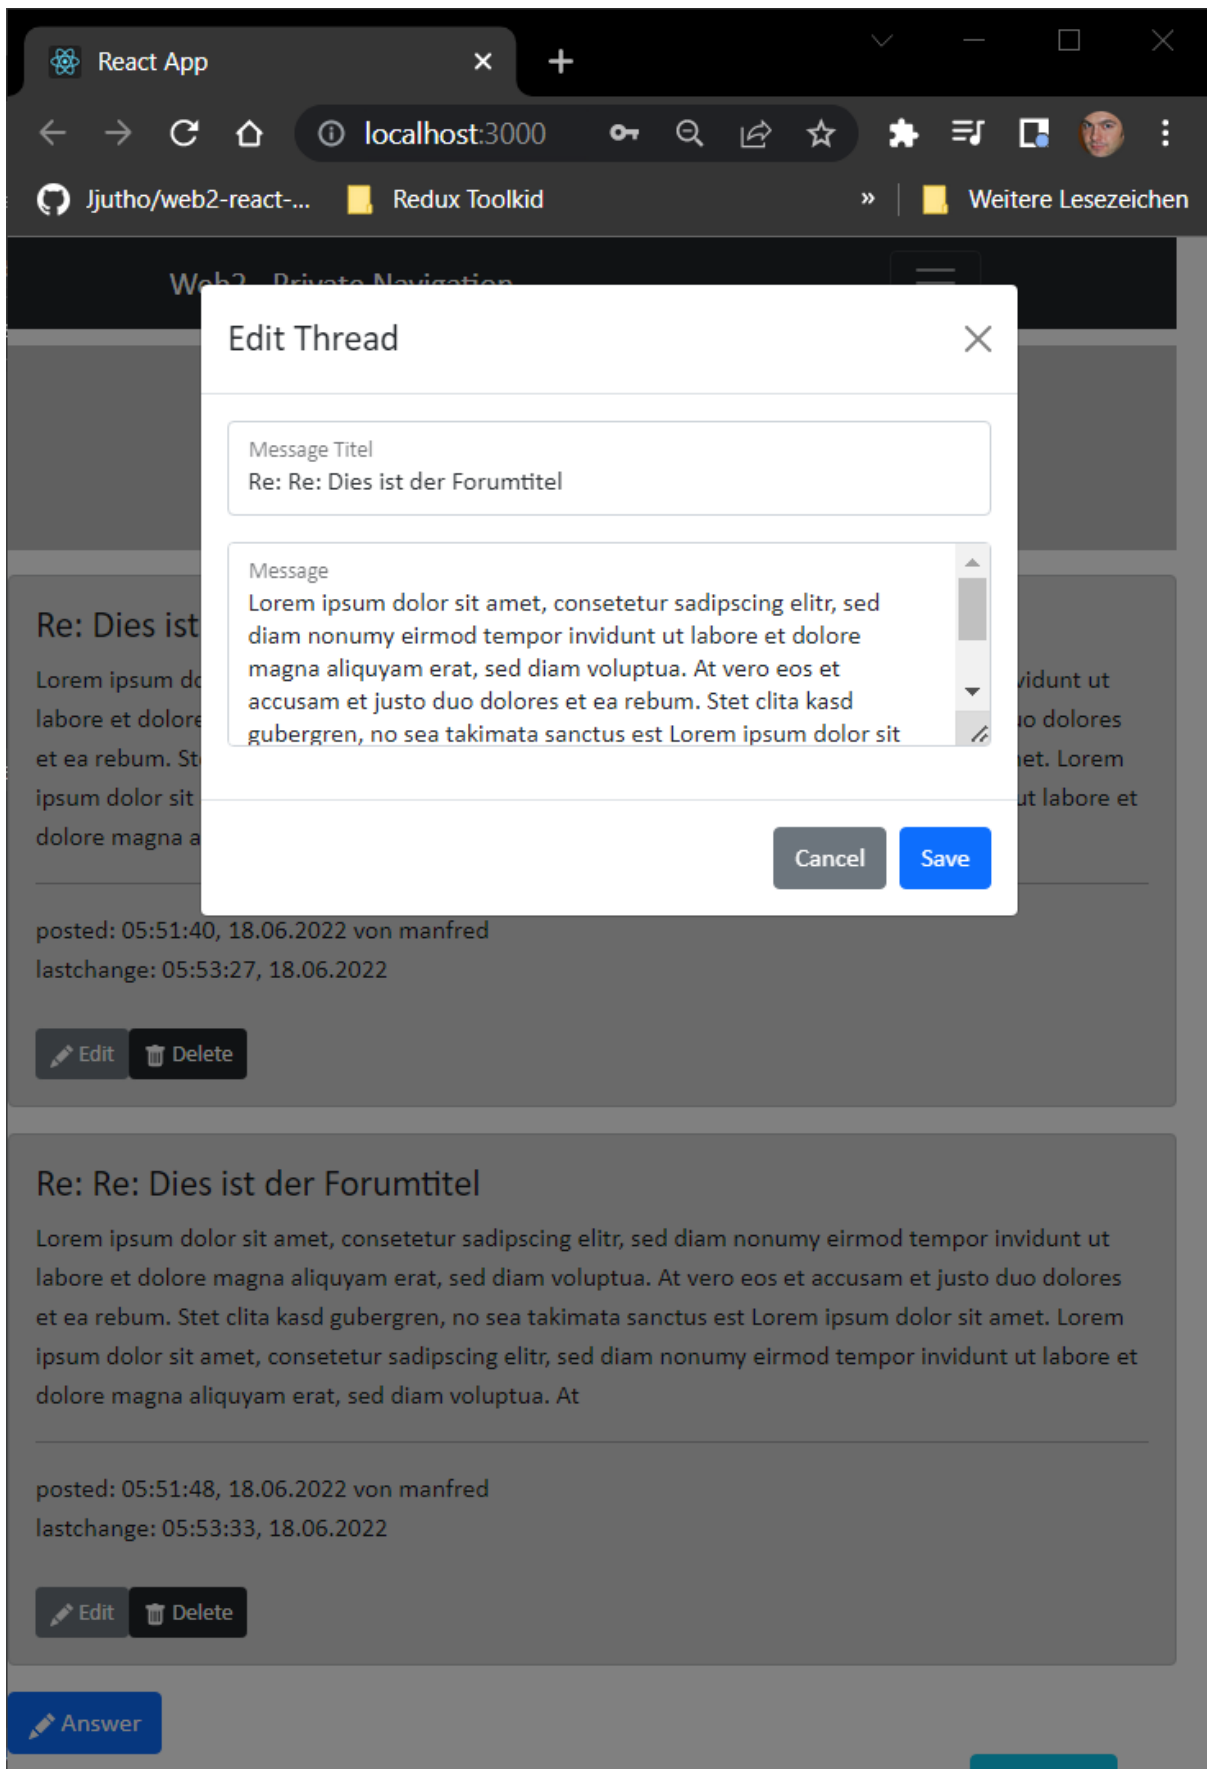 React App
localhost:3000
Jjutho/web2-react-...
Redux Toolkid
»
Weitere Lesezeichen
Web2 - Private Navigation
Edit Thread
Message Titel
Re: Re: Dies ist der Forumtitel
Message
Lorem ipsum dolor sit amet, consetetur sadipscing elitr, sed
diam nonumy eirmod tempor invidunt ut labore et dolore
magna aliquyam erat, sed diam voluptua. At vero eos et
accusam et justo duo dolores et ea rebum. Stet clita kasd
gubergren, no sea takimata sanctus est Lorem ipsum dolor sit
Cancel
Save
Re: Dies ist
Lorem ipsum
labore et dolore
et ea rebum.
ipsum dolor sit
dolore magna
ut
dolores
Lorem
ut labore et
posted: 05:51:40, 18.06.2022 von manfred
lastchange: 05:53:27, 18.06.2022
Edit
Delete
Re: Re: Dies ist der Forumtitel
Lorem ipsum dolor sit amet, consetetur sadipscing elitr, sed diam nonumy eirmod tempor invidunt ut
labore et dolore magna aliquyam erat, sed diam voluptua. At vero eos et accusam et justo duo dolores
et ea rebum. Stet clita kasd gubergren, no sea takimata sanctus est Lorem ipsum dolor sit amet. Lorem
ipsum dolor sit amet, consetetur sadipscing elitr, sed diam nonumy eirmod tempor invidunt ut labore et
dolore magna aliquyam erat, sed diam voluptua. At
posted: 05:51:48, 18.06.2022 von manfred
lastchange: 05:53:33, 18.06.2022
Edit
Delete
Answer